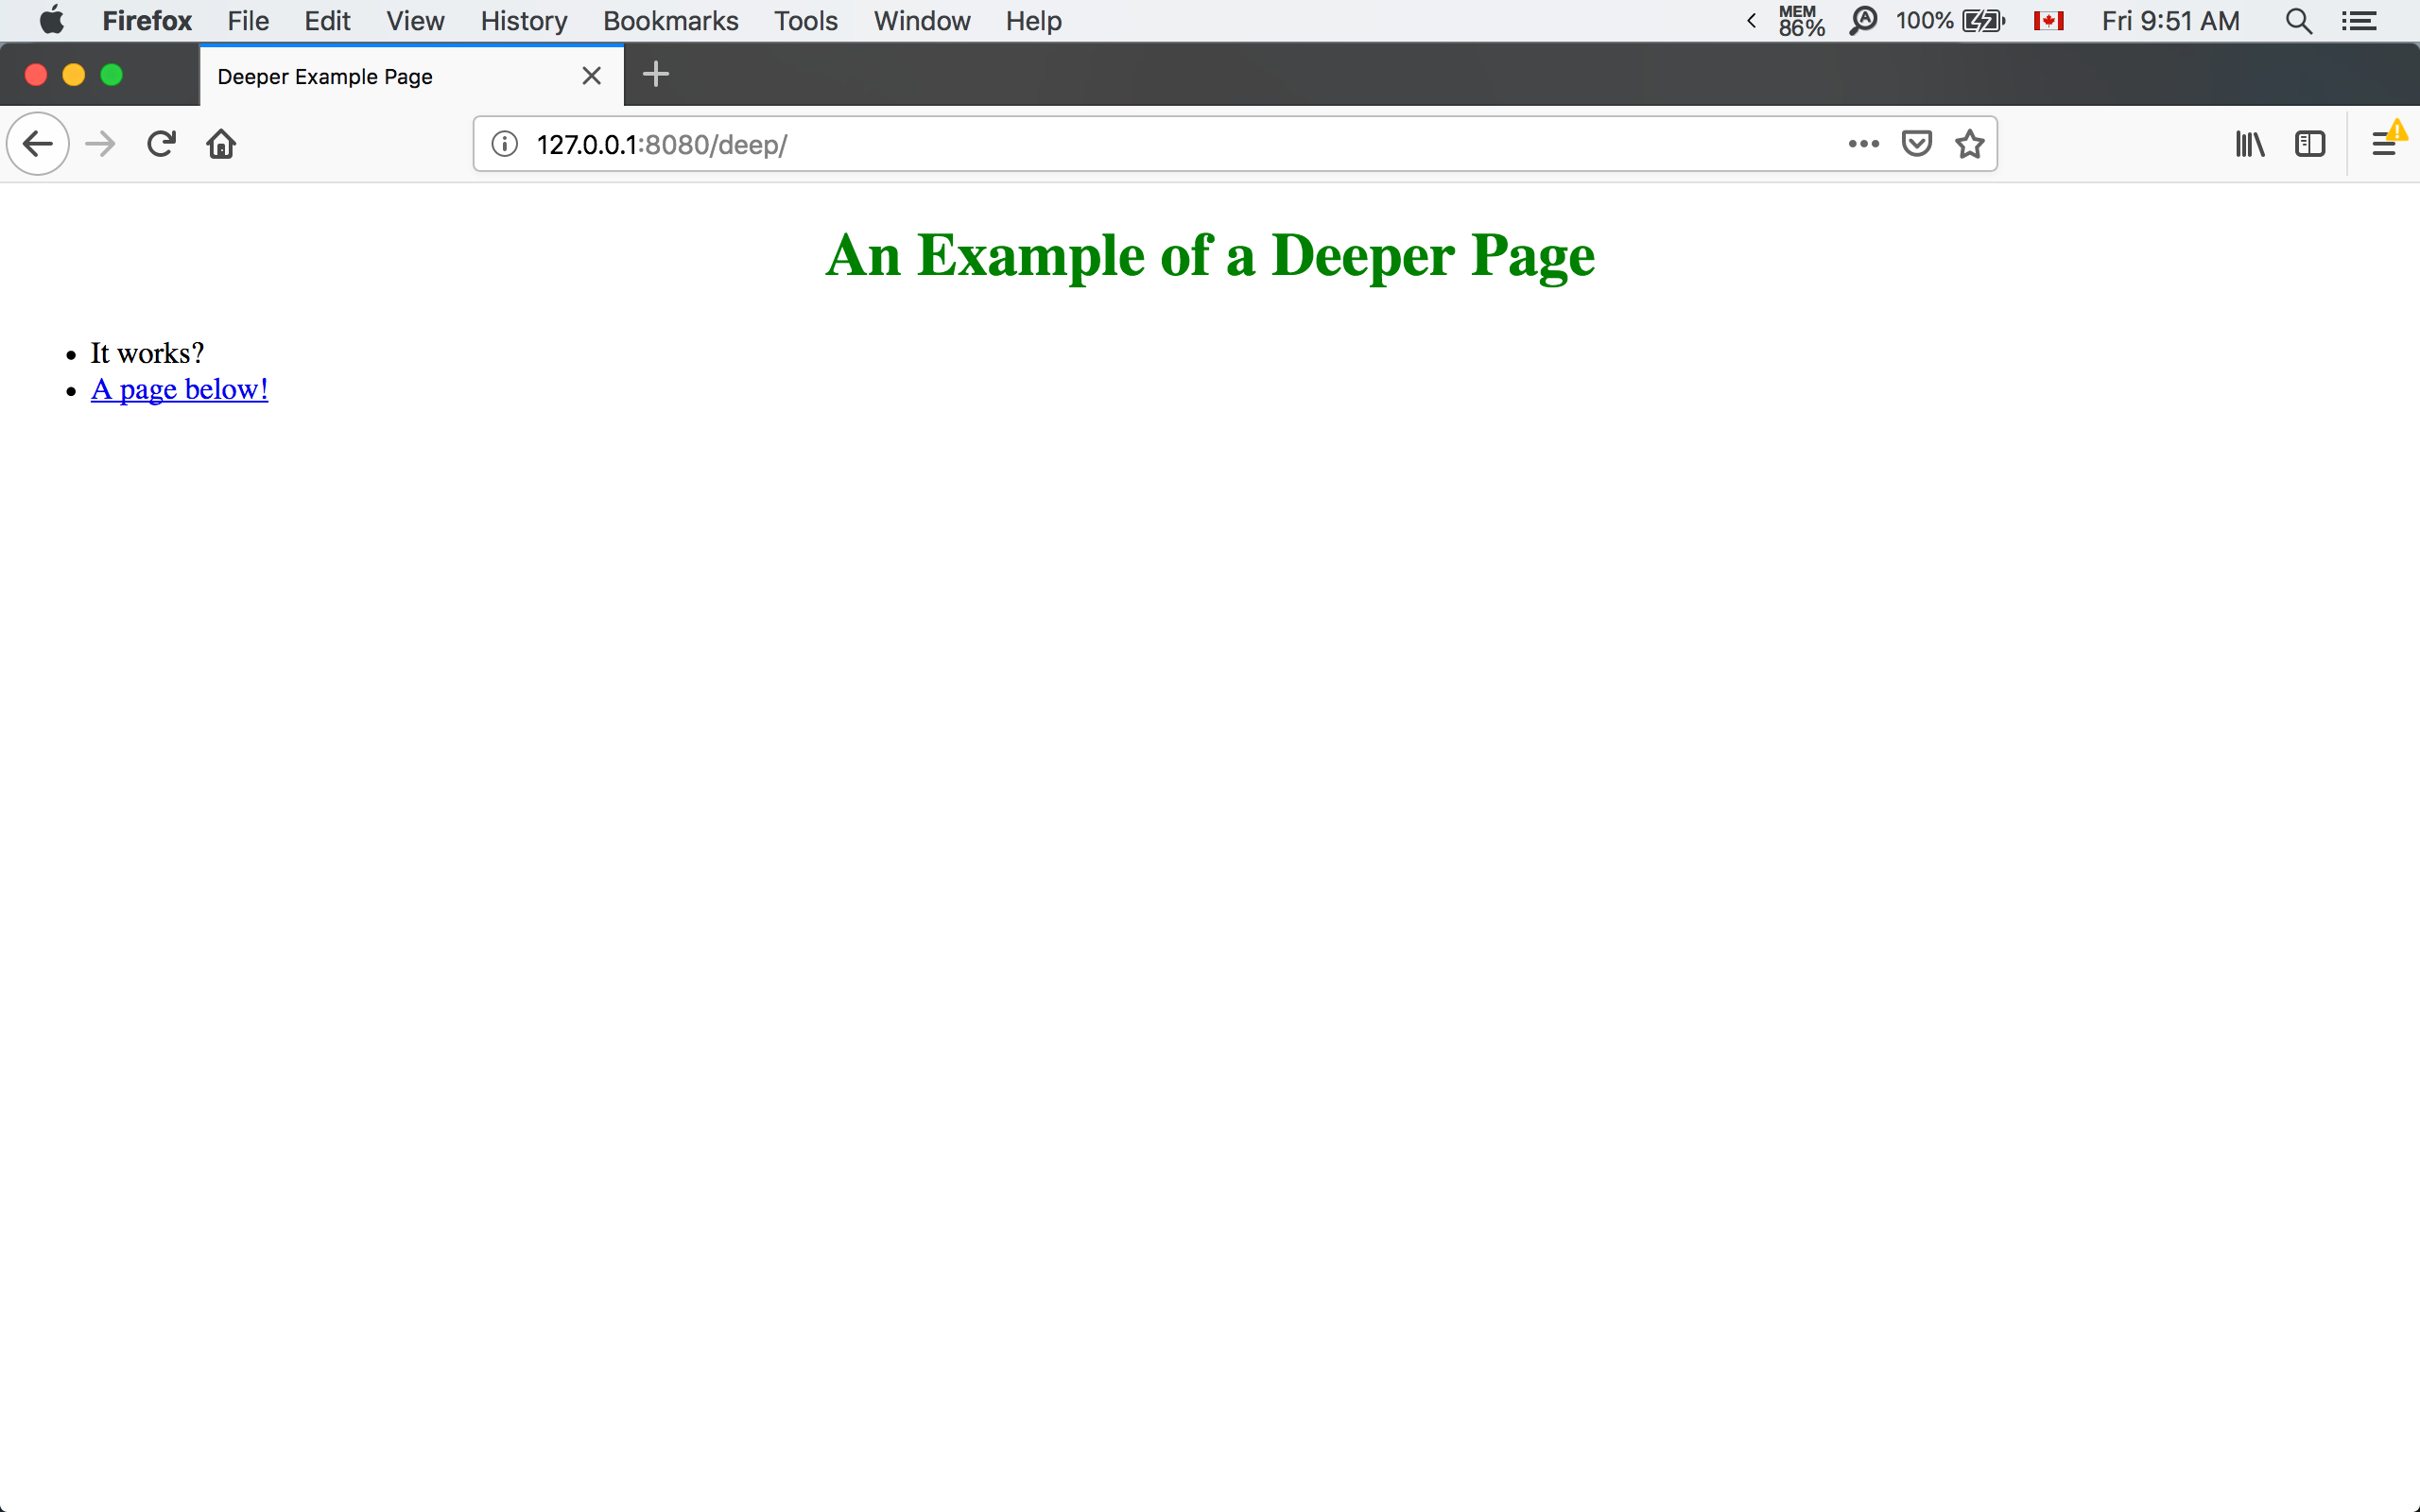 Firefox File Edit View History Bookmarks Tools Window Help MEM 86% A 100% Fri 9:51 AM
Deeper Example Page
127.0.0.1:8080/deep/
An Example of a Deeper Page
It works?
A page below!